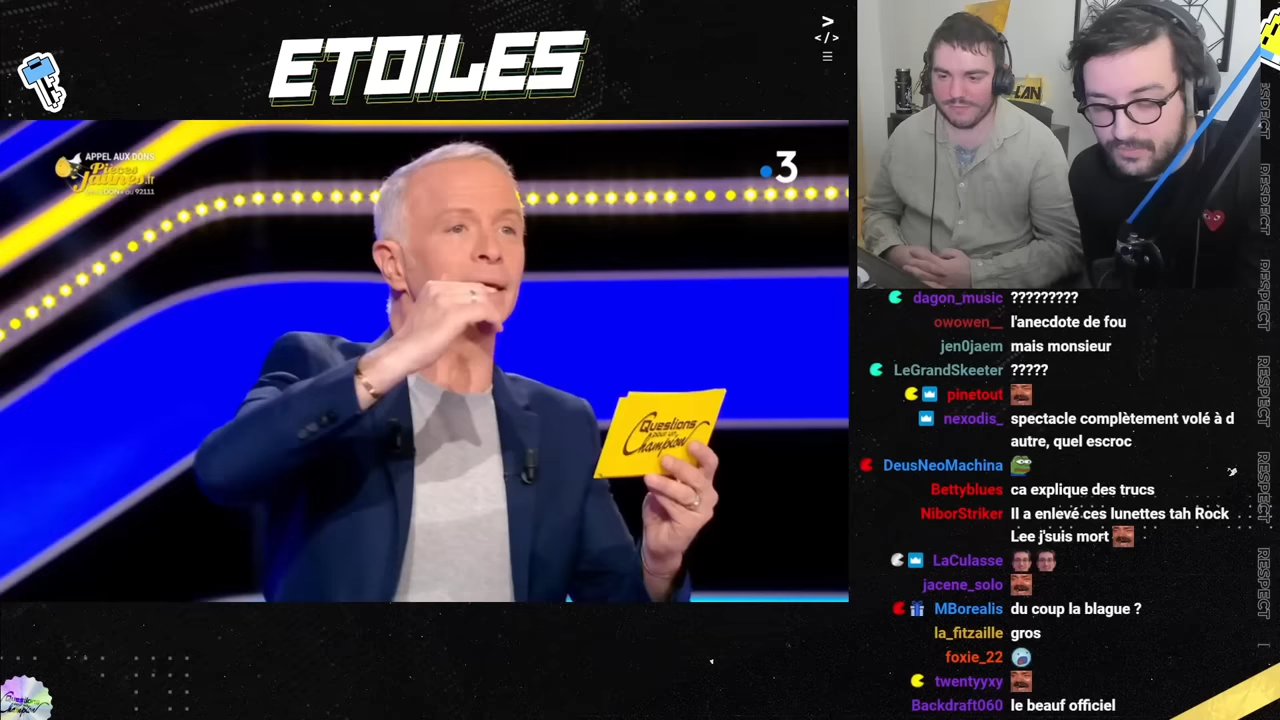 ETOILES
>
</>
APPEL AUX DONS
Pièces
Jaunes.fr
3
Questions
pour un
Champion
LAN
dagon_music ?????????
owowen__ l'anecdote de fou
jen0jaem mais monsieur
LeGrandSkeeter ?????
pinetout
nexodis_ spectacle complètement volé à d
autre, quel escroc
DeusNeoMachina
Bettyblues ca explique des trucs
NiborStriker Il a enlevé ces lunettes tah Rock
Lee j'suis mort
LaCulasse
jacene_solo
MBorealis du coup la blague ?
la_fitzaille gros
foxie_22
twentyyxy
Backdraft060 le beauf officiel
RESPECT
RESPECT
RESPECT
RESPECT
RESPECT